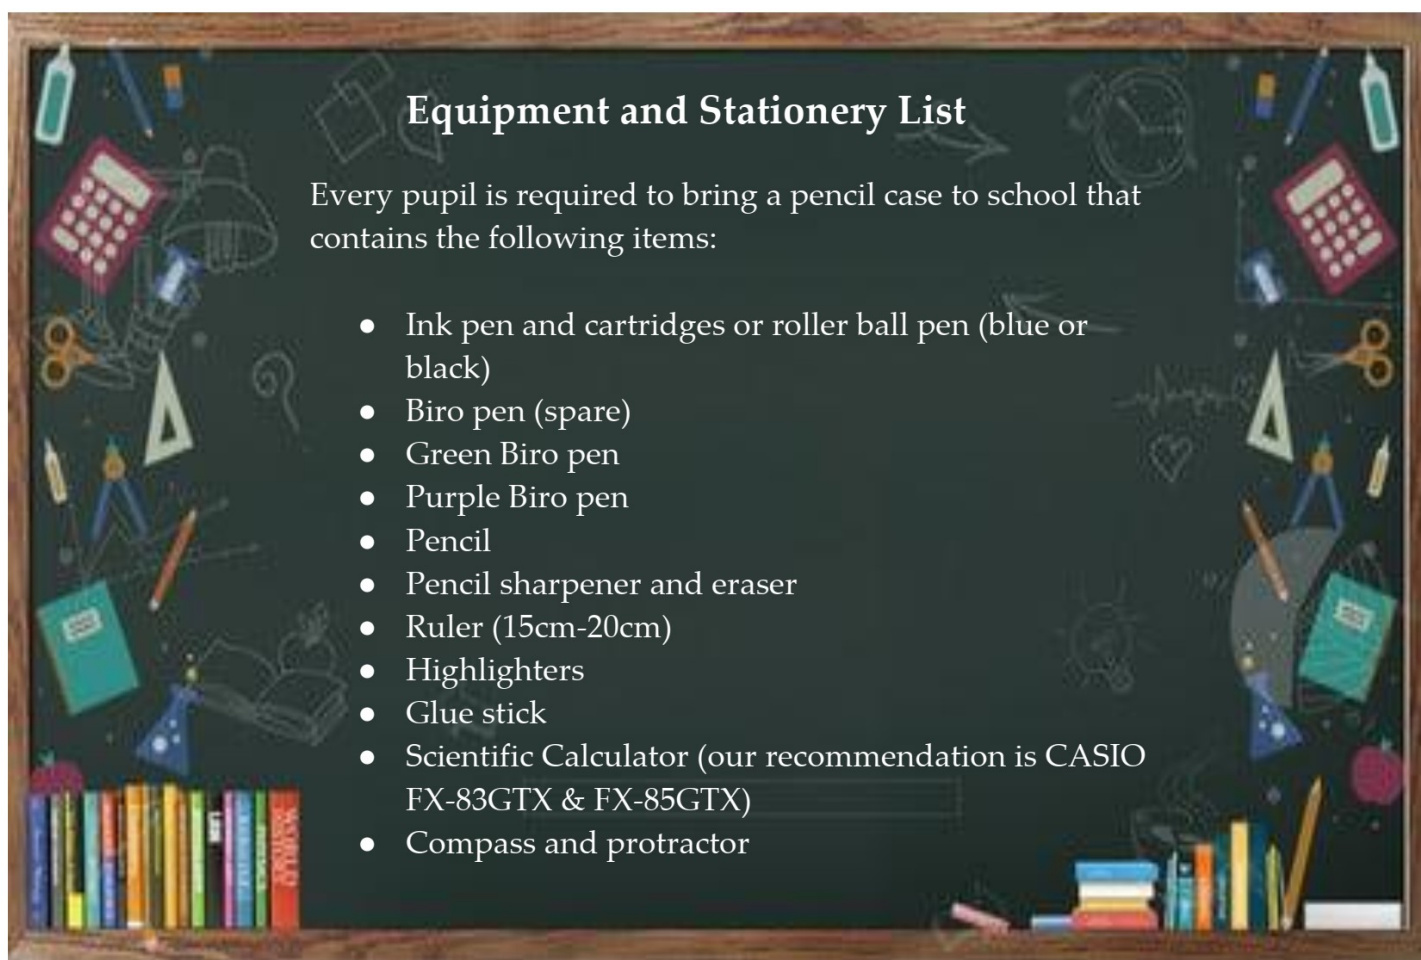 Equipment and Stationery List
Every pupil is required to bring a pencil case to school that
contains the following items:
● Ink pen and cartridges or roller ball pen (blue or
black)
● Biro pen (spare)
● Green Biro pen
● Purple Biro pen
● Pencil
● Pencil sharpener and eraser
● Ruler (15cm-20cm)
● Highlighters
● Glue stick
● Scientific Calculator (our recommendation is CASIO
FX-83GTX & FX-85GTX)
● Compass and protractor